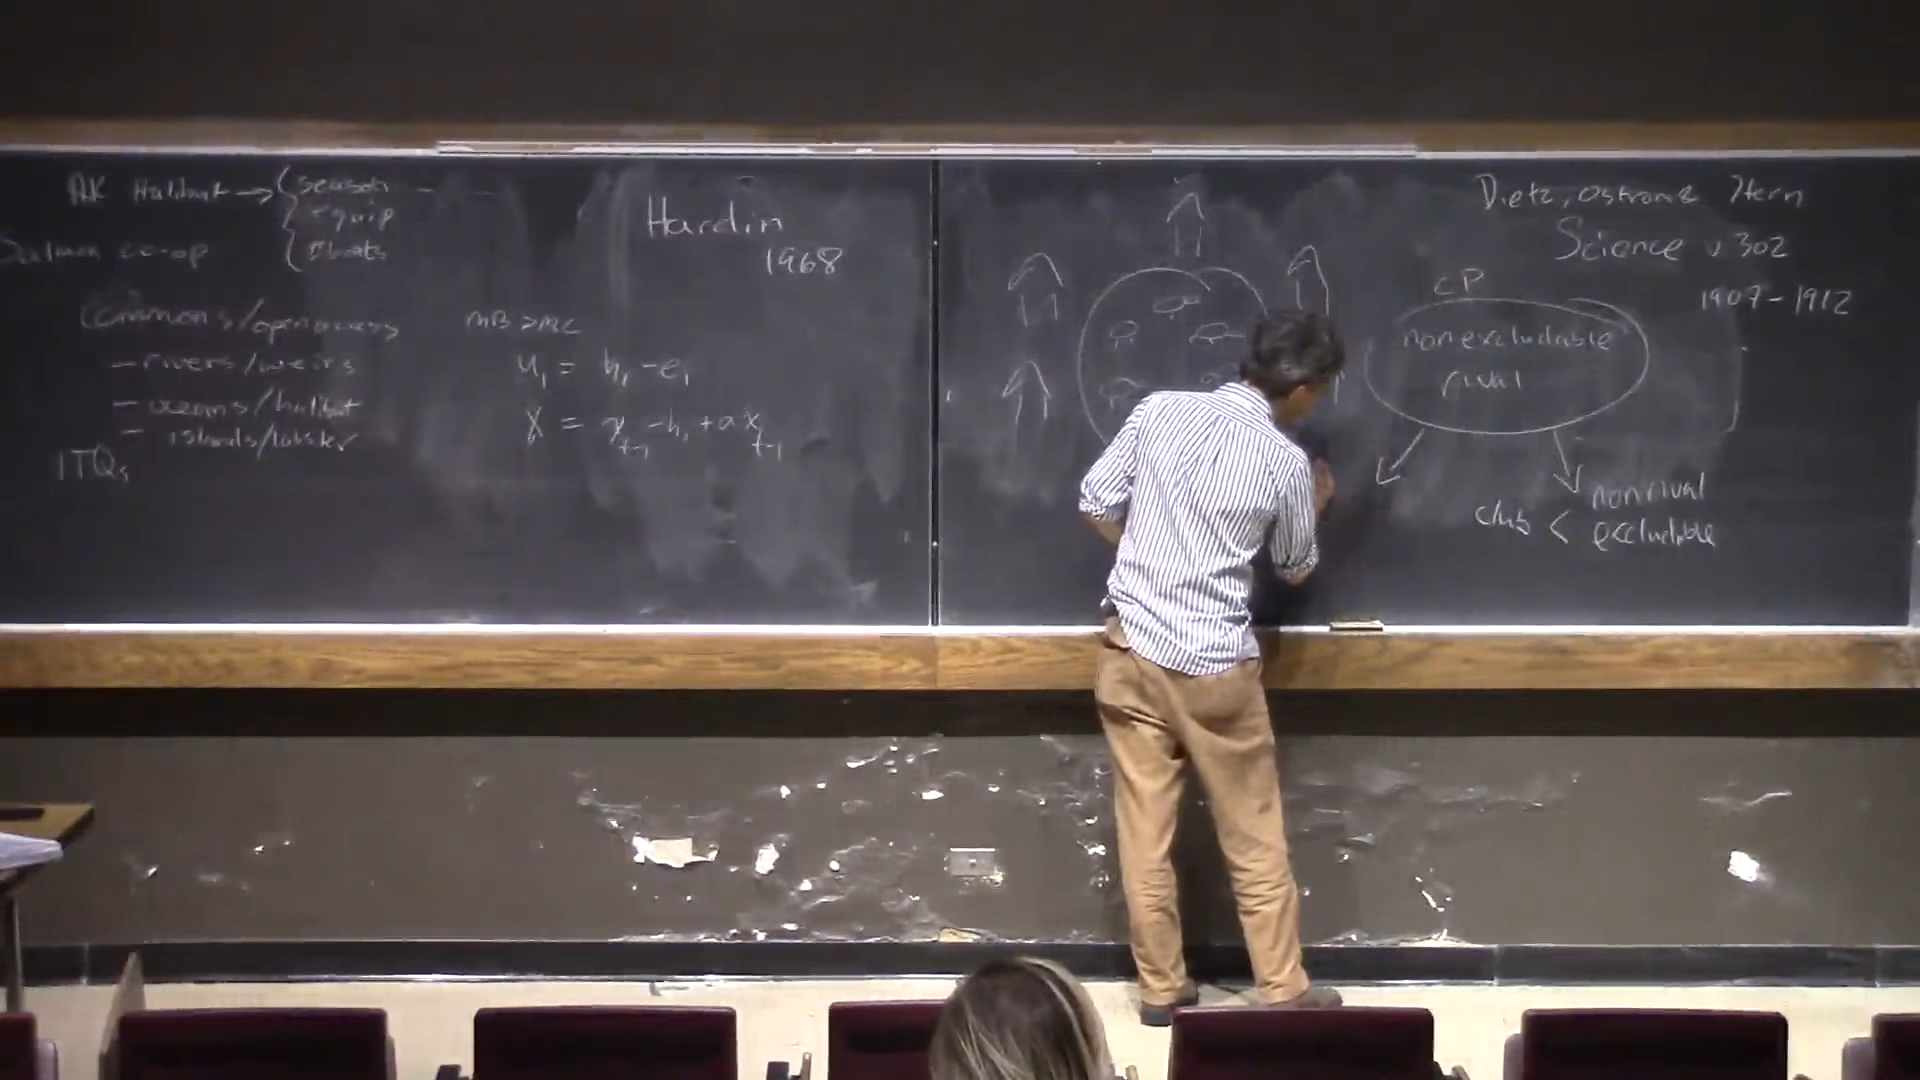 AK Halibut → { season
equip
# boats
Salmon co-op
Commons/open access
- rivers/weirs
- oceans/halibut
- islands/lobster
ITQs
Hardin
1968
MB > MC
u₁ = h₁ - e₁
X = x_t-1 - h₁ + a x_t-1
Dietz, Ostrom & Stern
Science v.302
1907-1912
CP
nonexcludable
rival
club < nonrival
excludable